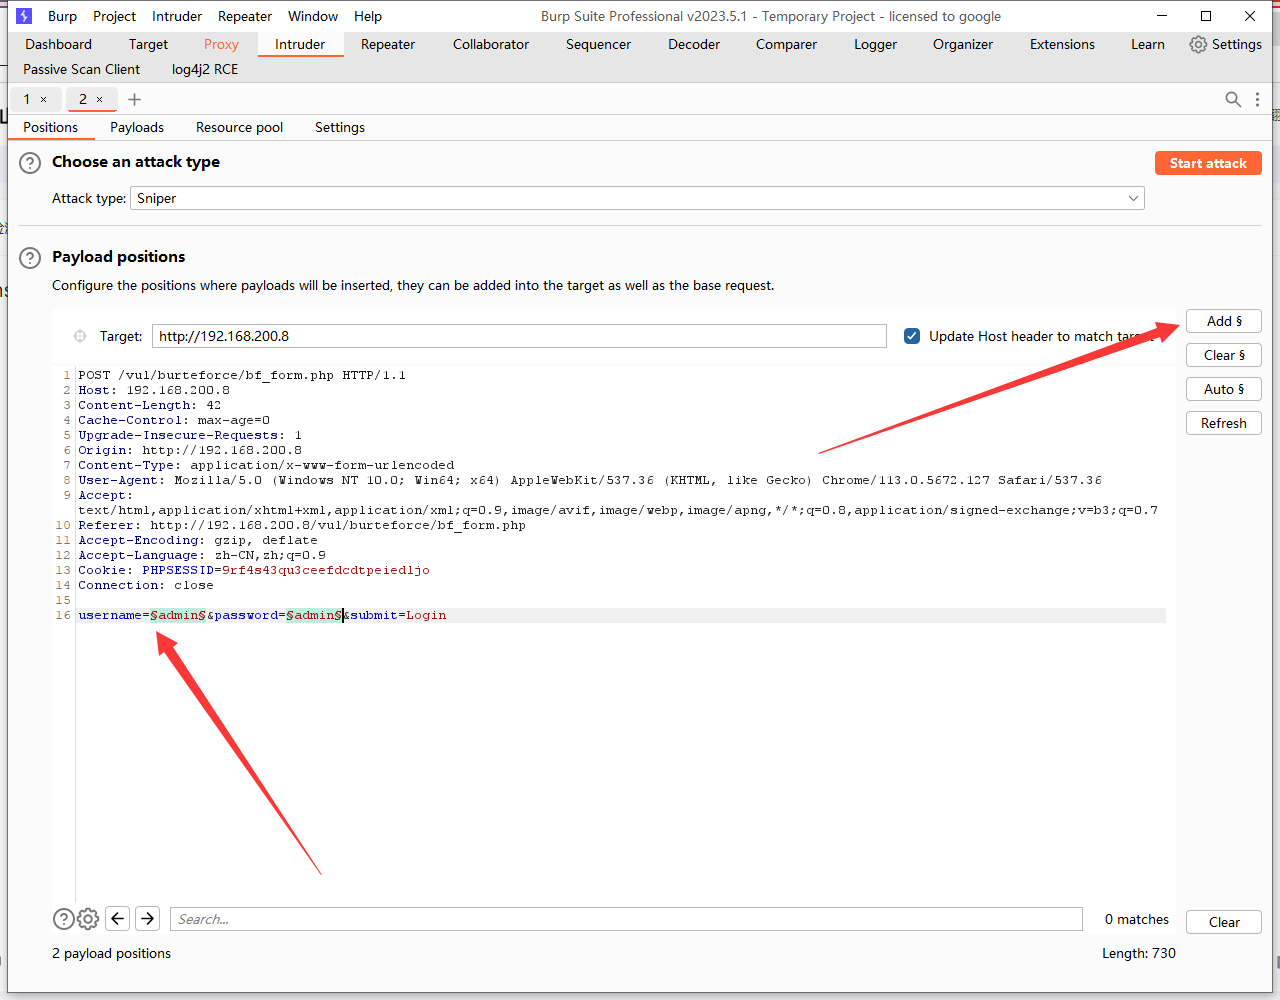 Burp Project Intruder Repeater Window Help Burp Suite Professional v2023.5.1 - Temporary Project - licensed to google
Dashboard Target Proxy Intruder Repeater Collaborator Sequencer Decoder Comparer Logger Organizer Extensions Learn Settings
Passive Scan Client log4j2 RCE
1 × 2 × +
Positions Payloads Resource pool Settings
? Choose an attack type
Start attack
Attack type: Sniper
? Payload positions
Configure the positions where payloads will be inserted, they can be added into the target as well as the base request.
Target: http://192.168.200.8 Update Host header to match target
Add §
Clear §
Auto §
Refresh
1 POST /vul/burteforce/bf_form.php HTTP/1.1
2 Host: 192.168.200.8
3 Content-Length: 42
4 Cache-Control: max-age=0
5 Upgrade-Insecure-Requests: 1
6 Origin: http://192.168.200.8
7 Content-Type: application/x-www-form-urlencoded
8 User-Agent: Mozilla/5.0 (Windows NT 10.0; Win64; x64) AppleWebKit/537.36 (KHTML, like Gecko) Chrome/113.0.5672.127 Safari/537.36
9 Accept:
text/html,application/xhtml+xml,application/xml;q=0.9,image/avif,image/webp,image/apng,*/*;q=0.8,application/signed-exchange;v=b3;q=0.7
10 Referer: http://192.168.200.8/vul/burteforce/bf_form.php
11 Accept-Encoding: gzip, deflate
12 Accept-Language: zh-CN,zh;q=0.9
13 Cookie: PHPSESSID=9rf4s43qu3ceefdcdtpeiedljo
14 Connection: close
15
16 username=§admin§&password=§admin§&submit=Login
? Search... 0 matches Clear
2 payload positions Length: 730